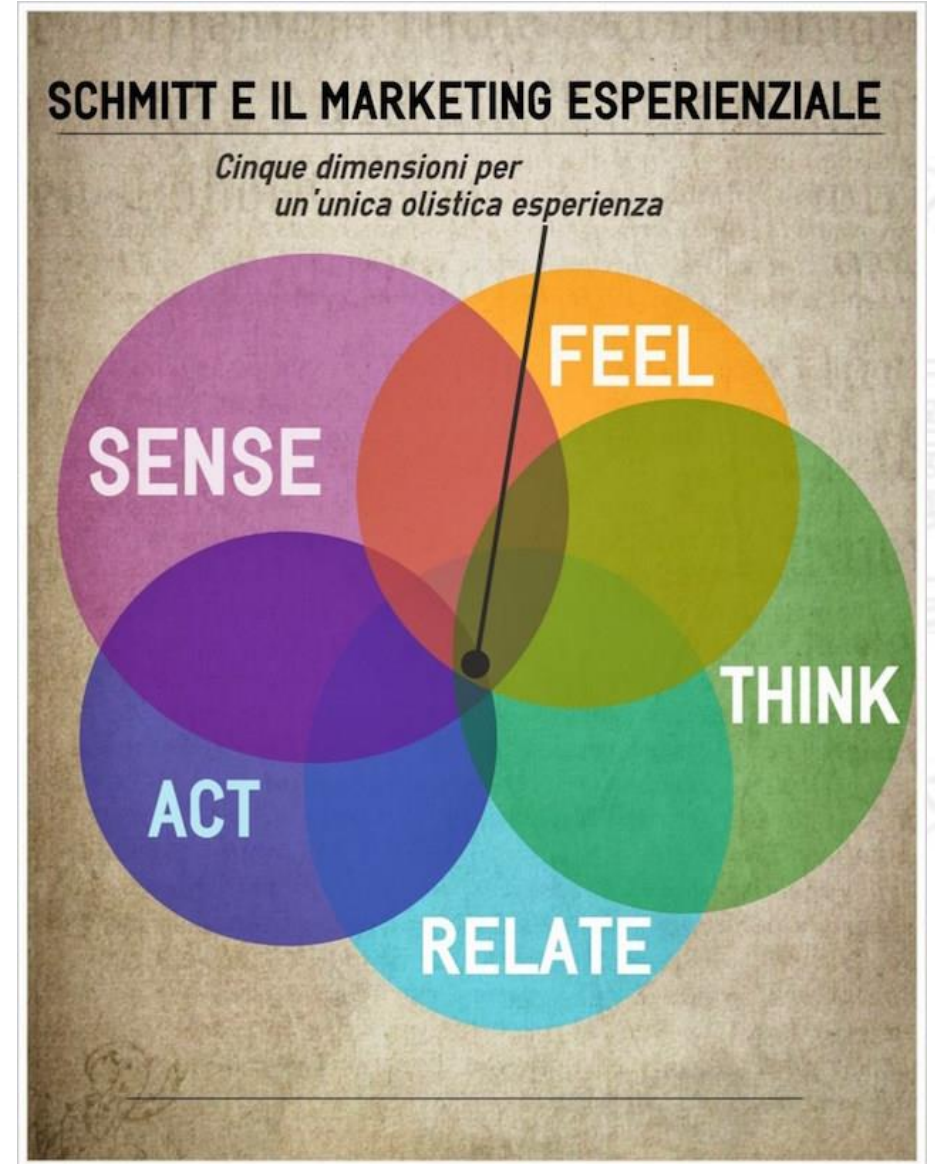 SCHMITT E IL MARKETING ESPERIENZIALE
Cinque dimensioni per
un'unica olistica esperienza
FEEL
SENSE
THINK
ACT
RELATE